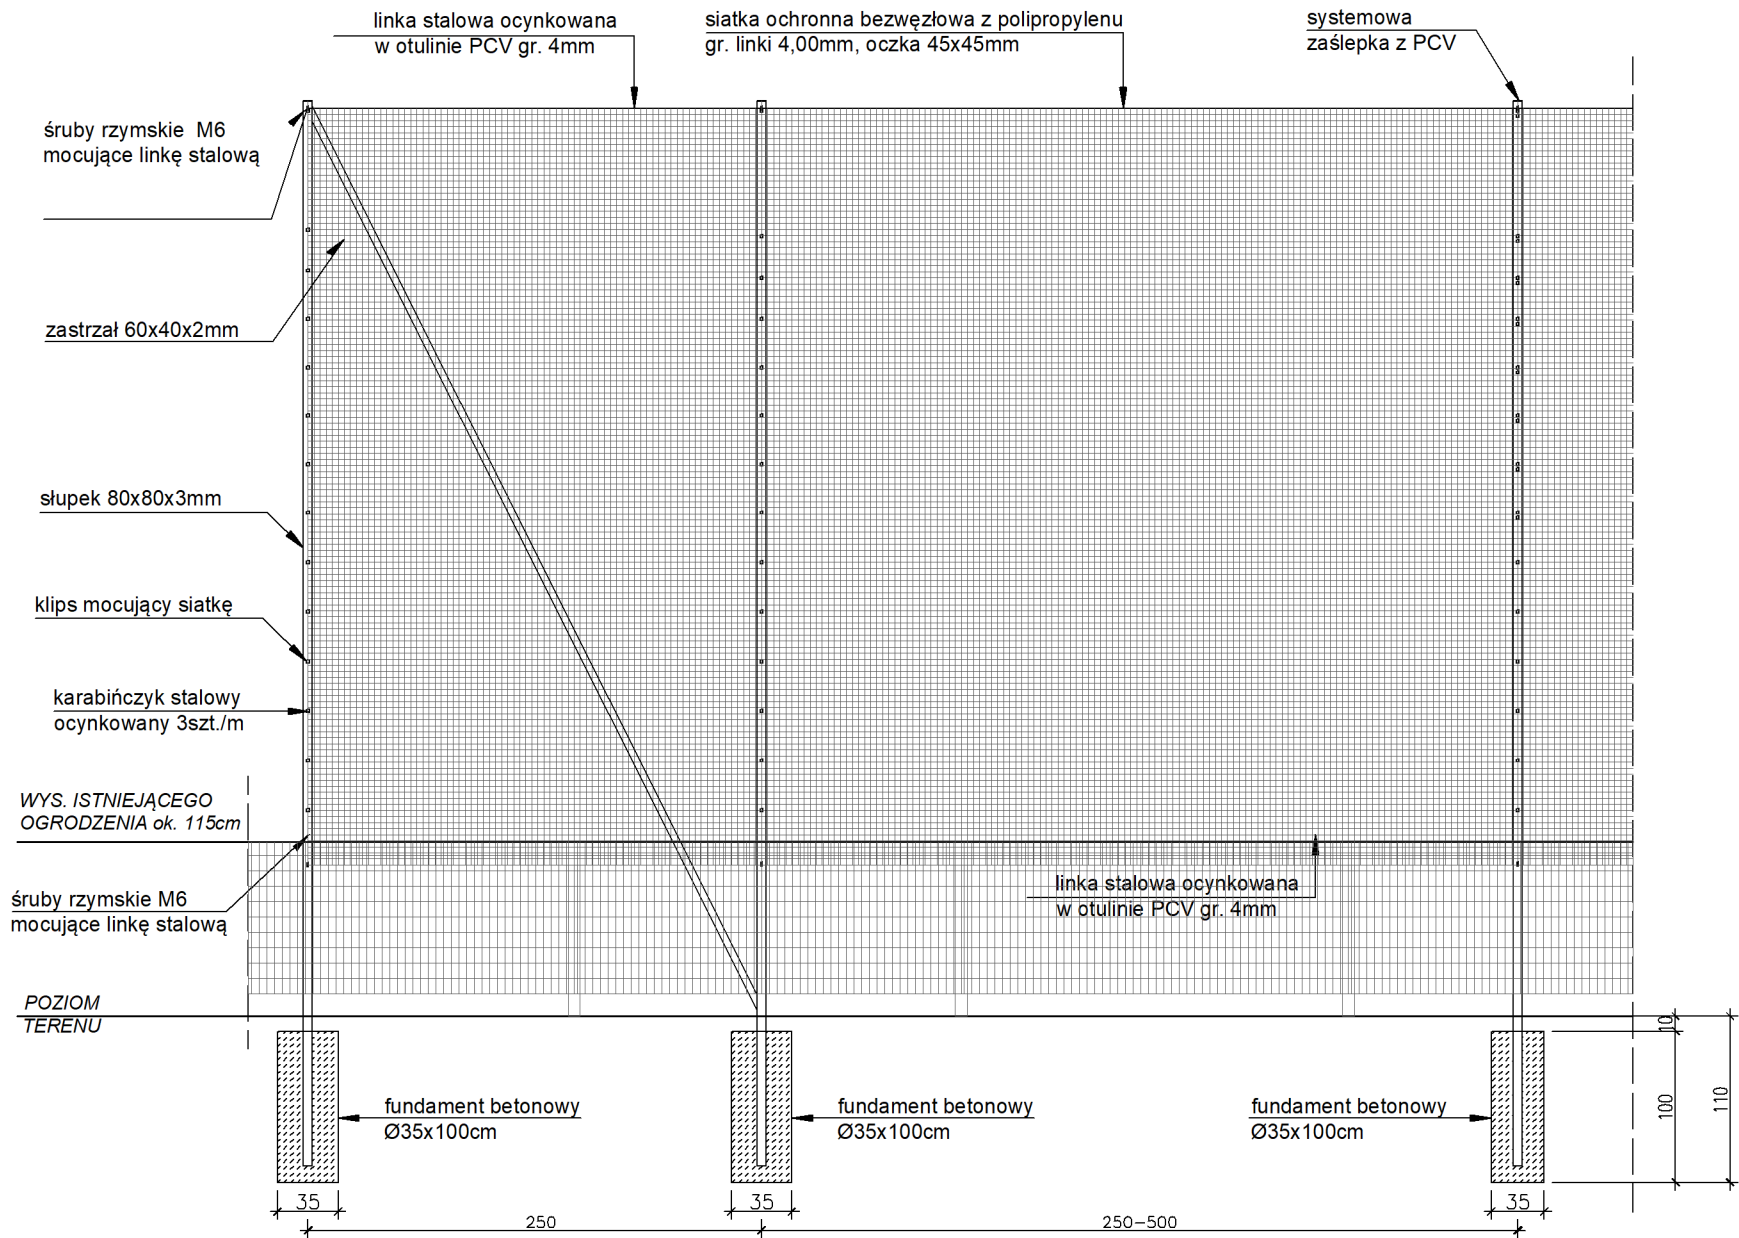 linka stalowa ocynkowana
w otulinie PCV gr. 4mm
siatka ochronna bezwęzłowa z polipropylenu
gr. linki 4,00mm, oczka 45x45mm
systemowa
zaślepka z PCV
śruby rzymskie M6
mocujące linkę stalową
zastrzał 60x40x2mm
słupek 80x80x3mm
klips mocujący siatkę
karabińczyk stalowy
ocynkowany 3szt./m
WYS. ISTNIEJĄCEGO
OGRODZENIA ok. 115cm
śruby rzymskie M6
mocujące linkę stalową
linka stalowa ocynkowana
w otulinie PCV gr. 4mm
POZIOM
TERENU
10
100
110
fundament betonowy
Ø35x100cm
fundament betonowy
Ø35x100cm
fundament betonowy
Ø35x100cm
35
35
35
250
250-500